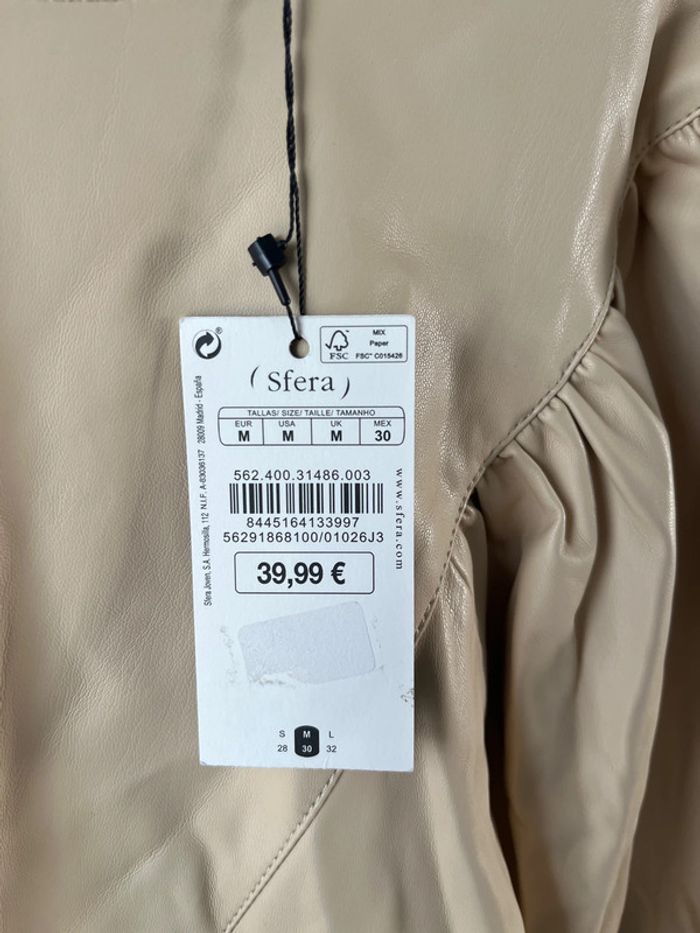 ®
MIX
Paper
FSC
FSC™ C015426
( Sfera )
TALLAS/ SIZE/ TAILLE/ TAMANHO
EUR USA UK MEX
M M M 30
562.400.31486.003
8445164133997
56291868100/01026J3
39,99 €
www.sfera.com
Sfera Joven, S.A. Hermosilla, 112 N.I.F. A-83036137 28009 Madrid - España
S M L
28 30 32